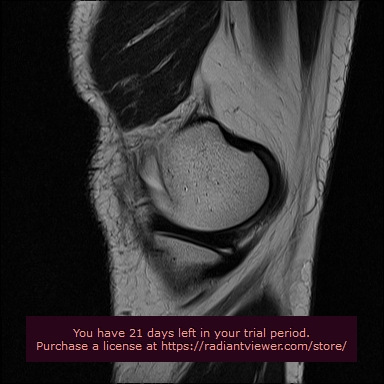 You have 21 days left in your trial period.
Purchase a license at https://radiantviewer.com/store/